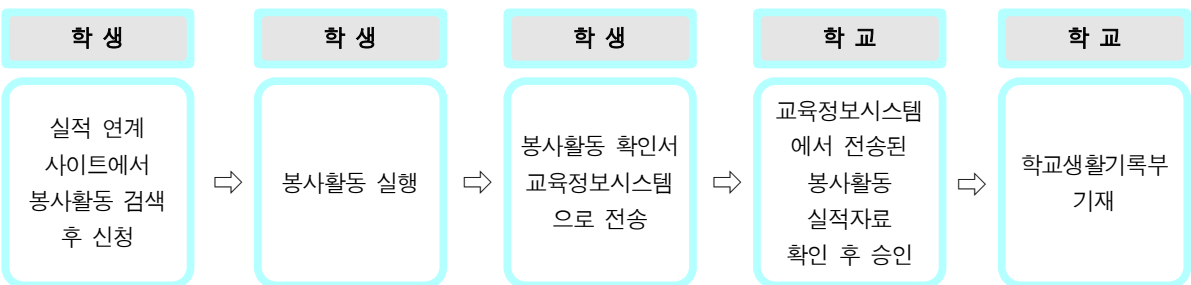 학 생
실적 연계
사이트에서
봉사활동 검색
후 신청
⇨
학 생
봉사활동 실행
⇨
학 생
봉사활동 확인서
교육정보시스템
으로 전송
⇨
학 교
교육정보시스템
에서 전송된
봉사활동
실적자료
확인 후 승인
⇨
학 교
학교생활기록부
기재